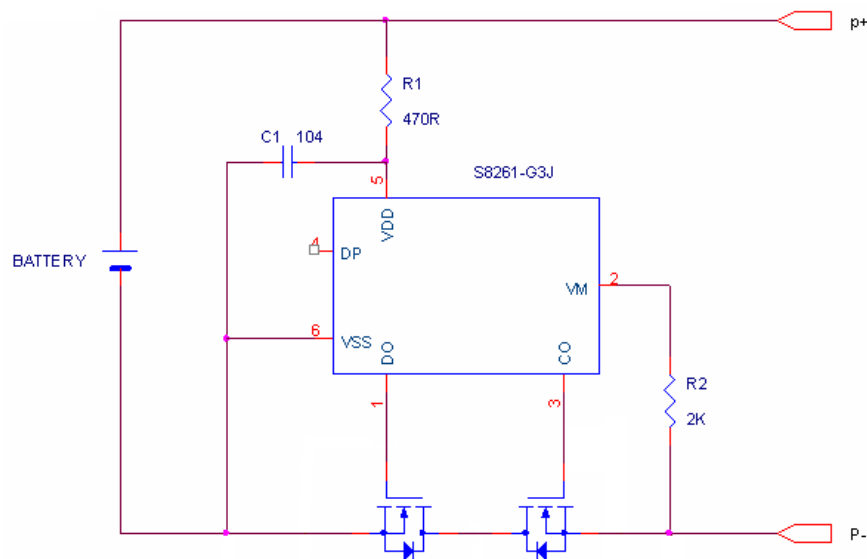 p+
R1
470R
C1 104
S8261-G3J
5
VDD
4
DP
BATTERY
2
VM
6
VSS
DO
CO
R2
2K
1
3
P-